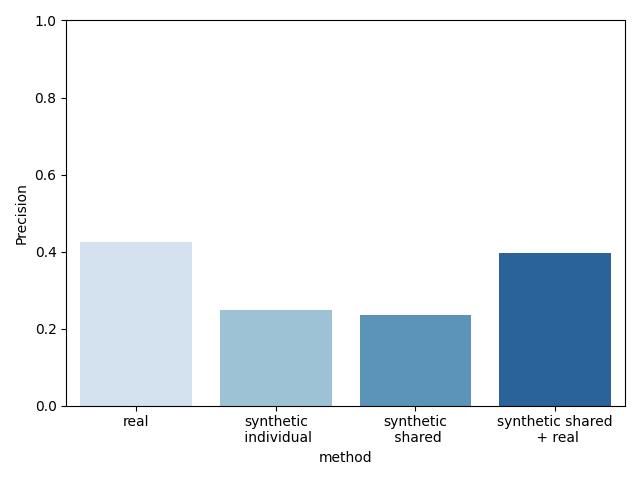 1.0
0.8
0.6
0.4
0.2
0.0
Precision
real
synthetic
individual
synthetic
shared
synthetic shared
+ real
method